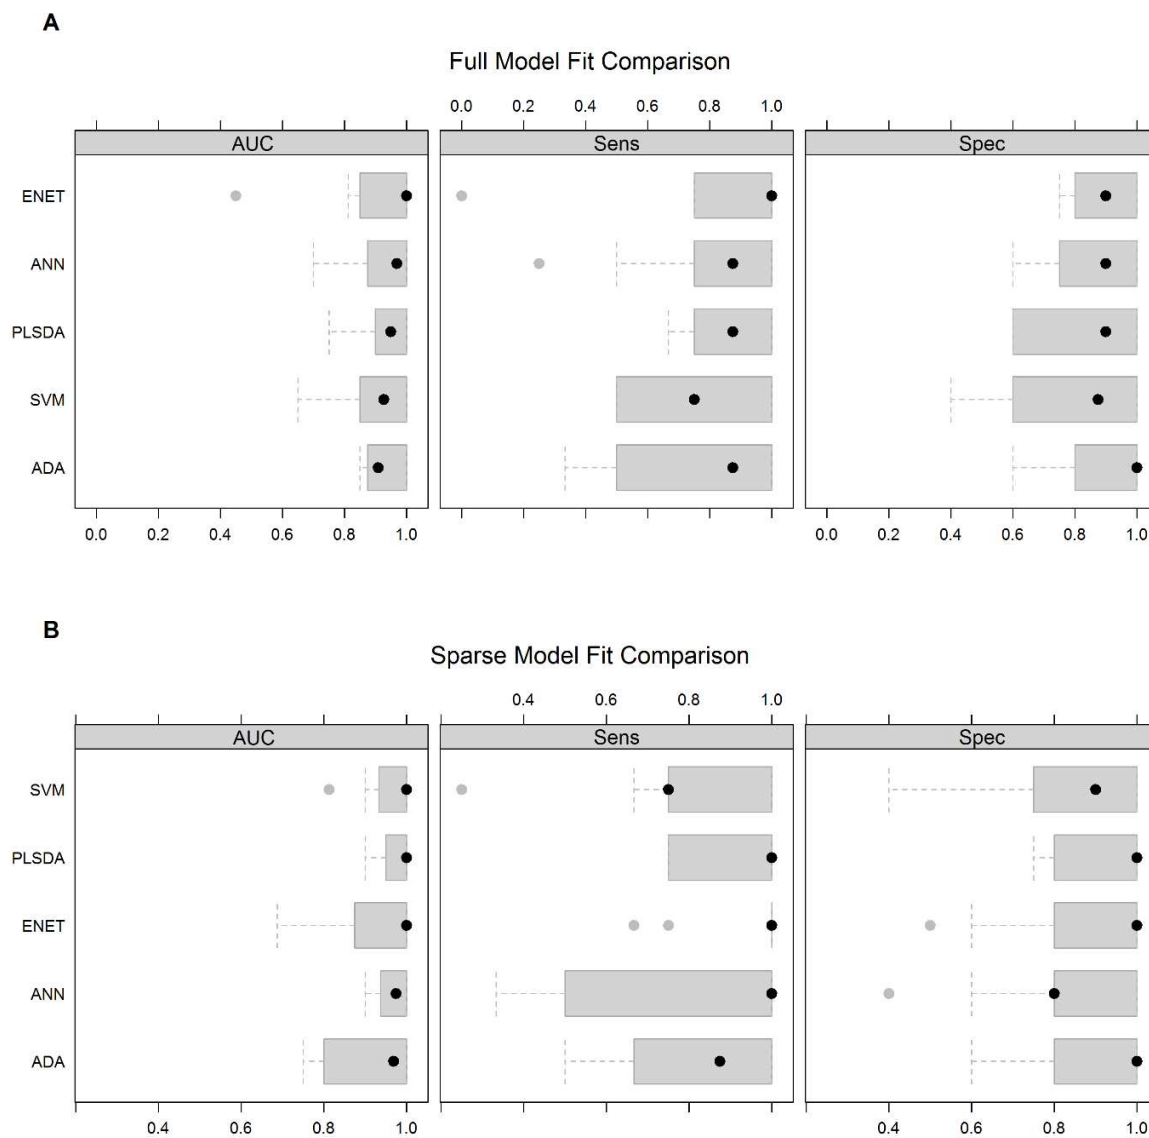 A
Full Model Fit Comparison
0.0 0.2 0.4 0.6 0.8 1.0
AUC Sens Spec
ENET
ANN
PLSDA
SVM
ADA
0.0 0.2 0.4 0.6 0.8 1.0 0.0 0.2 0.4 0.6 0.8 1.0
B
Sparse Model Fit Comparison
0.4 0.6 0.8 1.0
AUC Sens Spec
SVM
PLSDA
ENET
ANN
ADA
0.4 0.6 0.8 1.0 0.4 0.6 0.8 1.0